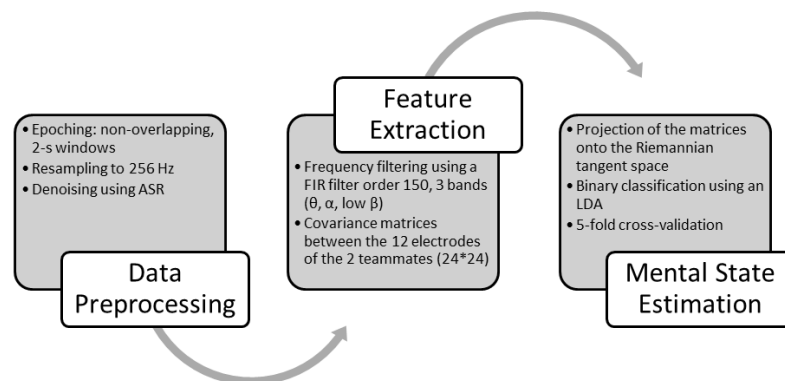 • Epoching: non-overlapping,
2-s windows
• Resampling to 256 Hz
• Denoising using ASR
Data
Preprocessing
Feature
Extraction
• Frequency filtering using a
FIR filter order 150, 3 bands
(θ, α, low β)
• Covariance matrices
between the 12 electrodes
of the 2 teammates (24*24)
• Projection of the matrices
onto the Riemannian
tangent space
• Binary classification using an
LDA
• 5-fold cross-validation
Mental State
Estimation